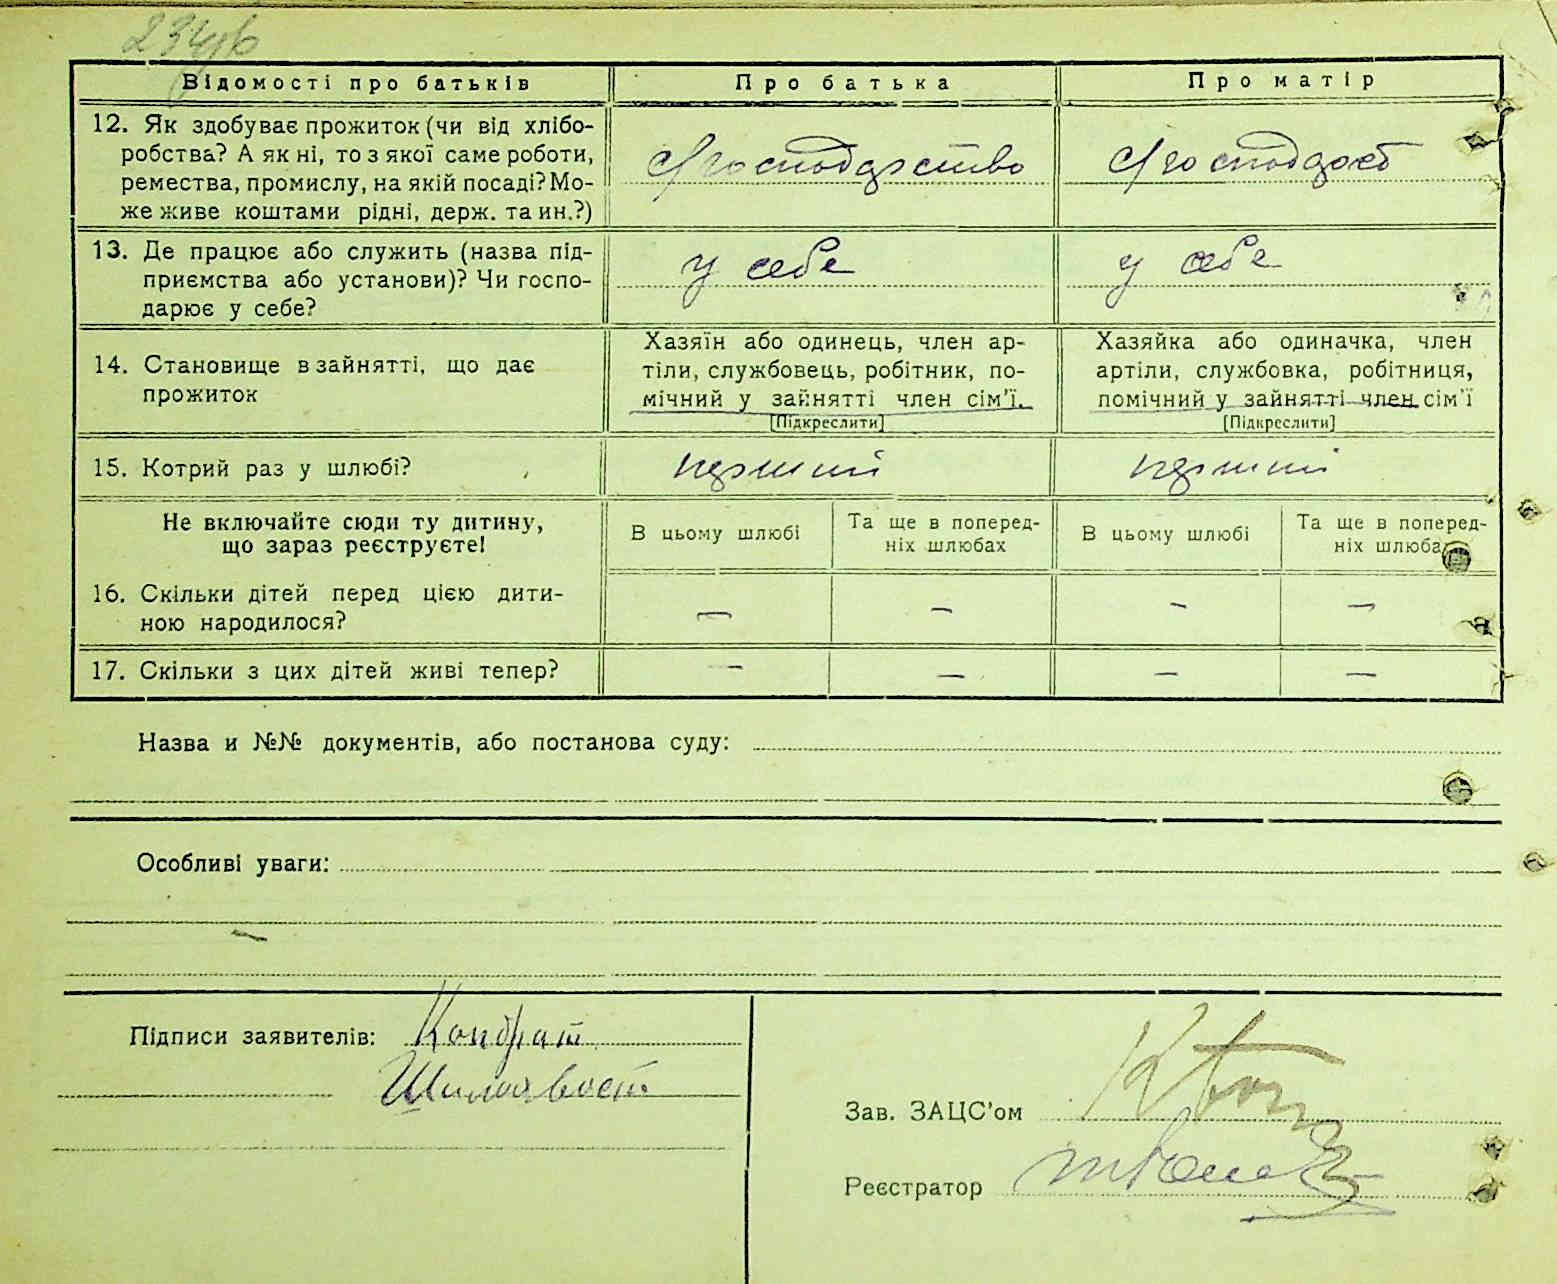 234
Відомості про батьків
Про батька
Про матір
12. Як здобуває прожиток (чи від хлібо-
робства? А як ні, то з якої саме роботи,
ремества, промислу, на якій посаді? Мо-
же живе коштами рідні, держ. та ин.?)
господарство
13. Де працює або служить (назва під-
приємства або установи)? Чи госпо-
дарює у себе?
у себе
у себе
14. Становище в зайнятті, що дає
прожиток
Хазяїн або одинець, член ар-
тіли, службовець, робітник, по-
мічний у зайнятті член сім'ї.
[Підкреслити]
Хазяйка або одиначка, член
артіли, службовка, робітниця,
помічний у зайнятті член сім'ї
[Підкреслити]
15. Котрий раз у шлюбі?
перший
перший
Не включайте сюди ту дитину,
що зараз реєструєте!
В цьому шлюбі
Та ще в поперед-
ніх шлюбах
В цьому шлюбі
Та ще в поперед-
ніх шлюбах
16. Скільки дітей перед цією дити-
ною народилося?
— — — —
17. Скільки з цих дітей живі тепер?
— — — —
Назва и №№ документів, або постанова суду:
Особливі уваги:
—
Підписи заявителів: Кондрат
Шилохвост
Зав. ЗАЦС'ом
Реєстратор